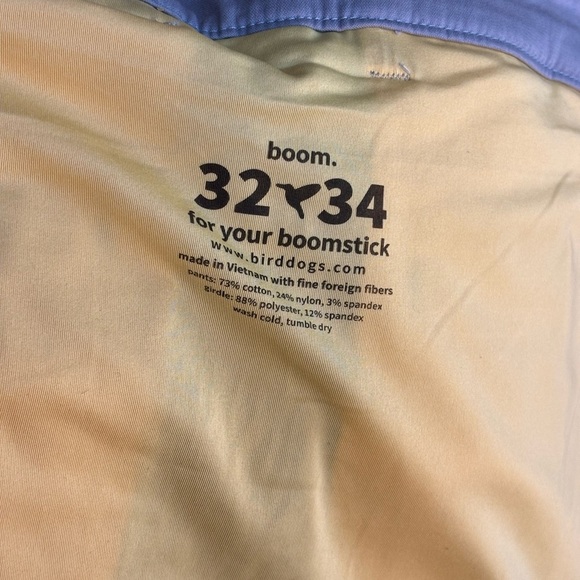 boom.
32 34
for your boomstick
www.birddogs.com
made in Vietnam with fine foreign fibers
pants: 73% cotton, 24% nylon, 3% spandex
girdle: 88% polyester, 12% spandex
wash cold, tumble dry